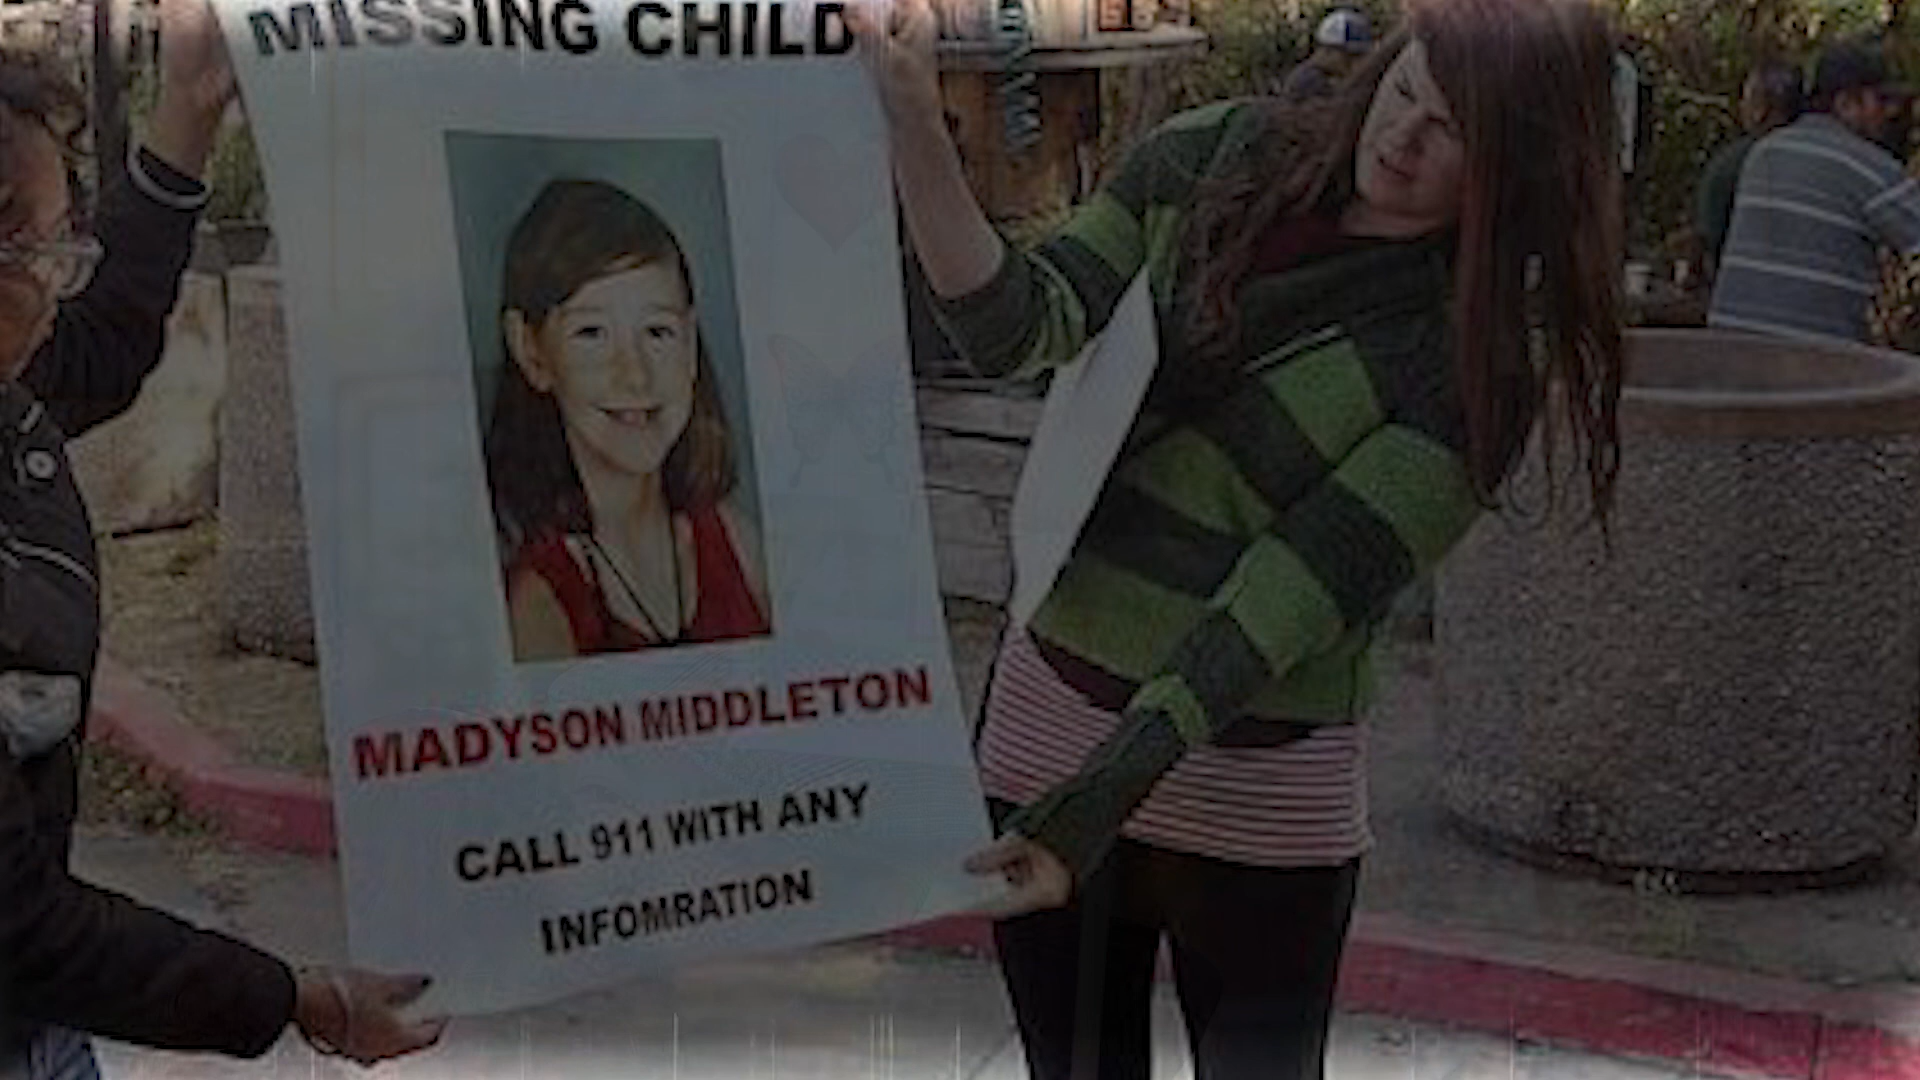 MISSING CHILD
MADYSON MIDDLETON
CALL 911 WITH ANY
INFOMRATION